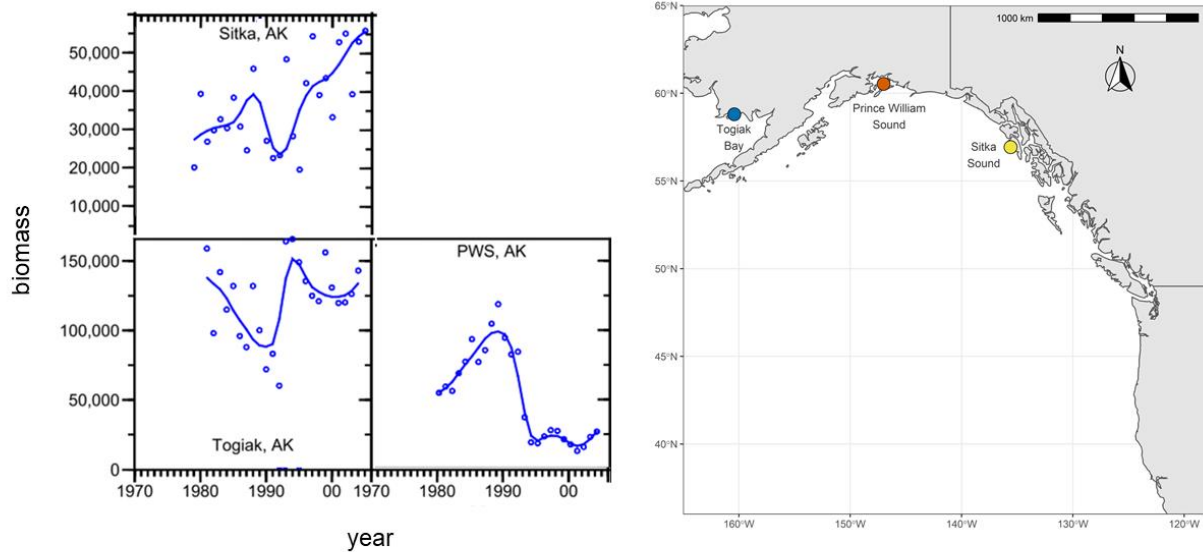 Sitka, AK
50,000
40,000
30,000
20,000
10,000
biomass
PWS, AK
150,000
100,000
50,000
0
Togiak, AK
1970 1980 1990 00 1970 1980 1990 00
year
65°N
60°N
55°N
50°N
45°N
40°N
160°W 150°W 140°W 130°W 120°W
1000 km
N
Togiak
Bay
Prince William
Sound
Sitka
Sound